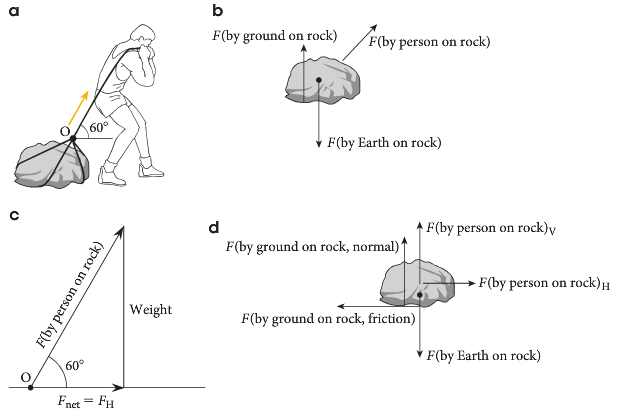 a
O
60°
b
F(by ground on rock)
F(by person on rock)
F(by Earth on rock)
c
F(by person on rock)
Weight
60°
O
Fnet = FH
d
F(by person on rock)V
F(by ground on rock, normal)
F(by person on rock)H
F(by ground on rock, friction)
F(by Earth on rock)